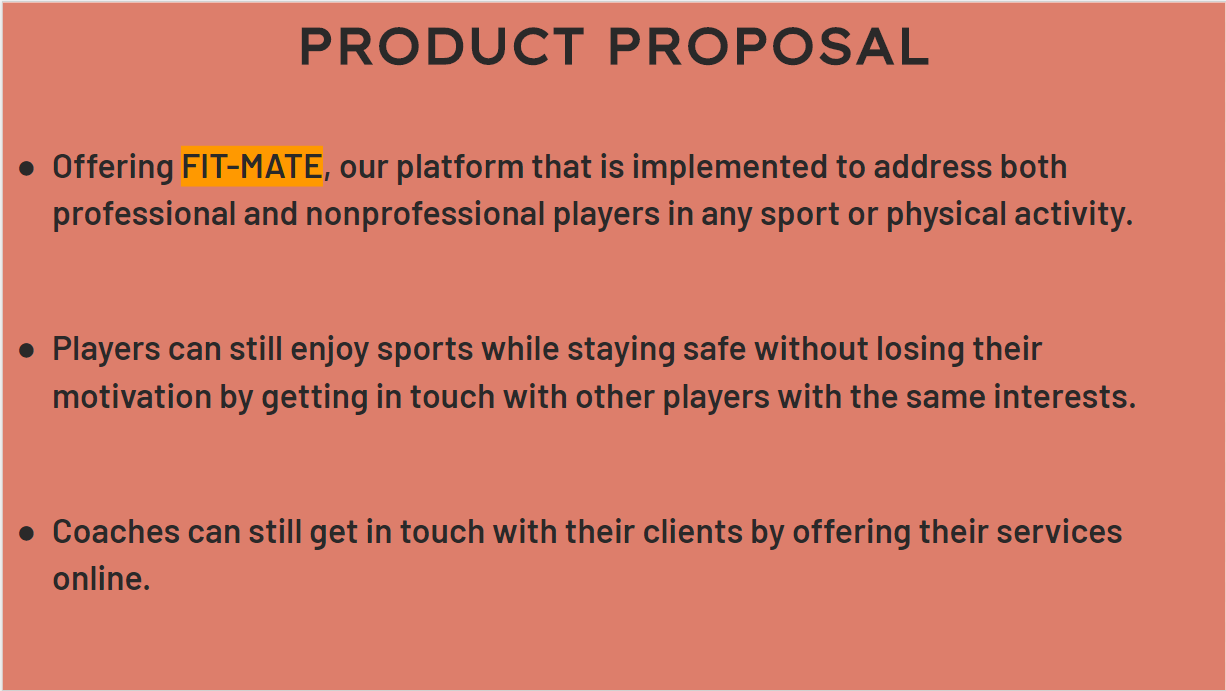 PRODUCT PROPOSAL
● Offering FIT-MATE, our platform that is implemented to address both
professional and nonprofessional players in any sport or physical activity.
● Players can still enjoy sports while staying safe without losing their
motivation by getting in touch with other players with the same interests.
● Coaches can still get in touch with their clients by offering their services
online.